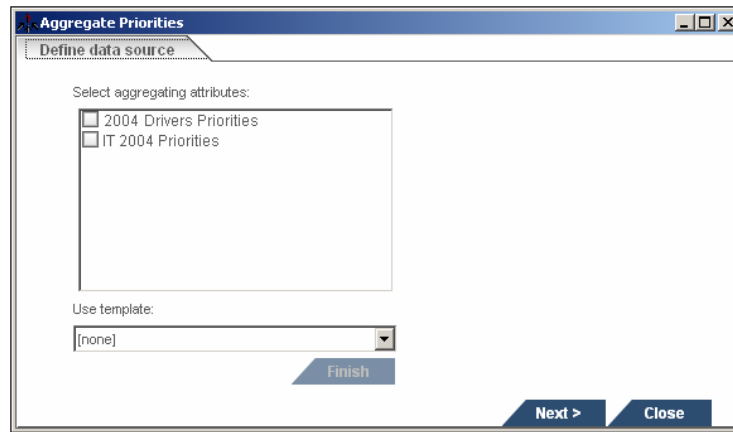 Aggregate Priorities
Define data source
Select aggregating attributes:
2004 Drivers Priorities
IT 2004 Priorities
Use template:
[none]
Finish
Next >
Close